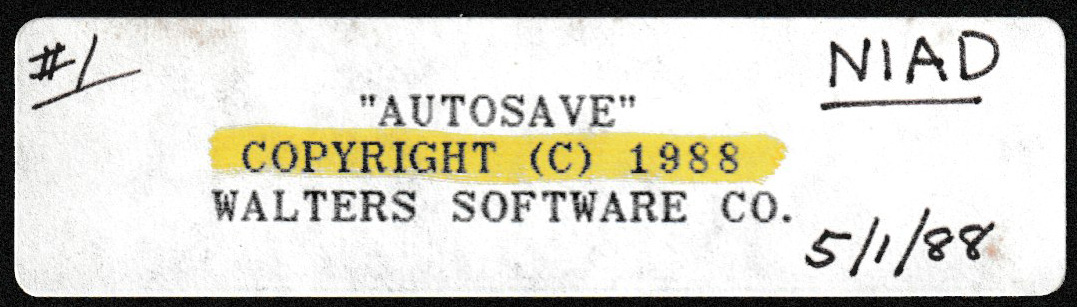 #1
NIAD
"AUTOSAVE"
COPYRIGHT (C) 1988
WALTERS SOFTWARE CO.
5/1/88